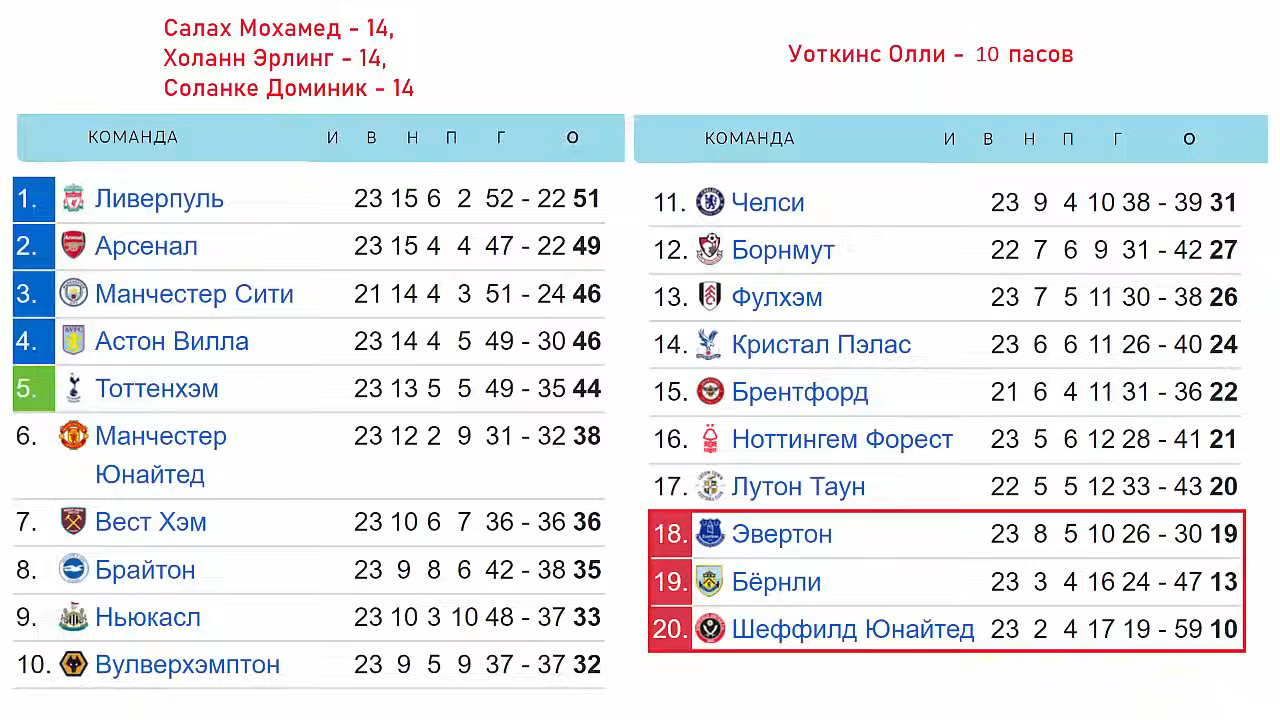 Салах Мохамед - 14,
Холанн Эрлинг - 14,
Соланке Доминик - 14
КОМАНДА И В Н П Г О
1. Ливерпуль 23 15 6 2 52 - 22 51
2. Арсенал 23 15 4 4 47 - 22 49
3. Манчестер Сити 21 14 4 3 51 - 24 46
4. Астон Вилла 23 14 4 5 49 - 30 46
5. Тоттенхэм 23 13 5 5 49 - 35 44
6. Манчестер 23 12 2 9 31 - 32 38
Юнайтед
7. Вест Хэм 23 10 6 7 36 - 36 36
8. Брайтон 23 9 8 6 42 - 38 35
9. Ньюкасл 23 10 3 10 48 - 37 33
10. Вулверхэмптон 23 9 5 9 37 - 37 32
Уоткинс Олли - 10 пасов
КОМАНДА И В Н П Г О
11. Челси 23 9 4 10 38 - 39 31
12. Борнмут 22 7 6 9 31 - 42 27
13. Фулхэм 23 7 5 11 30 - 38 26
14. Кристал Пэлас 23 6 6 11 26 - 40 24
15. Брентфорд 21 6 4 11 31 - 36 22
16. Ноттингем Форест 23 5 6 12 28 - 41 21
17. Лутон Таун 22 5 5 12 33 - 43 20
18. Эвертон 23 8 5 10 26 - 30 19
19. Бёрнли 23 3 4 16 24 - 47 13
20. Шеффилд Юнайтед 23 2 4 17 19 - 59 10